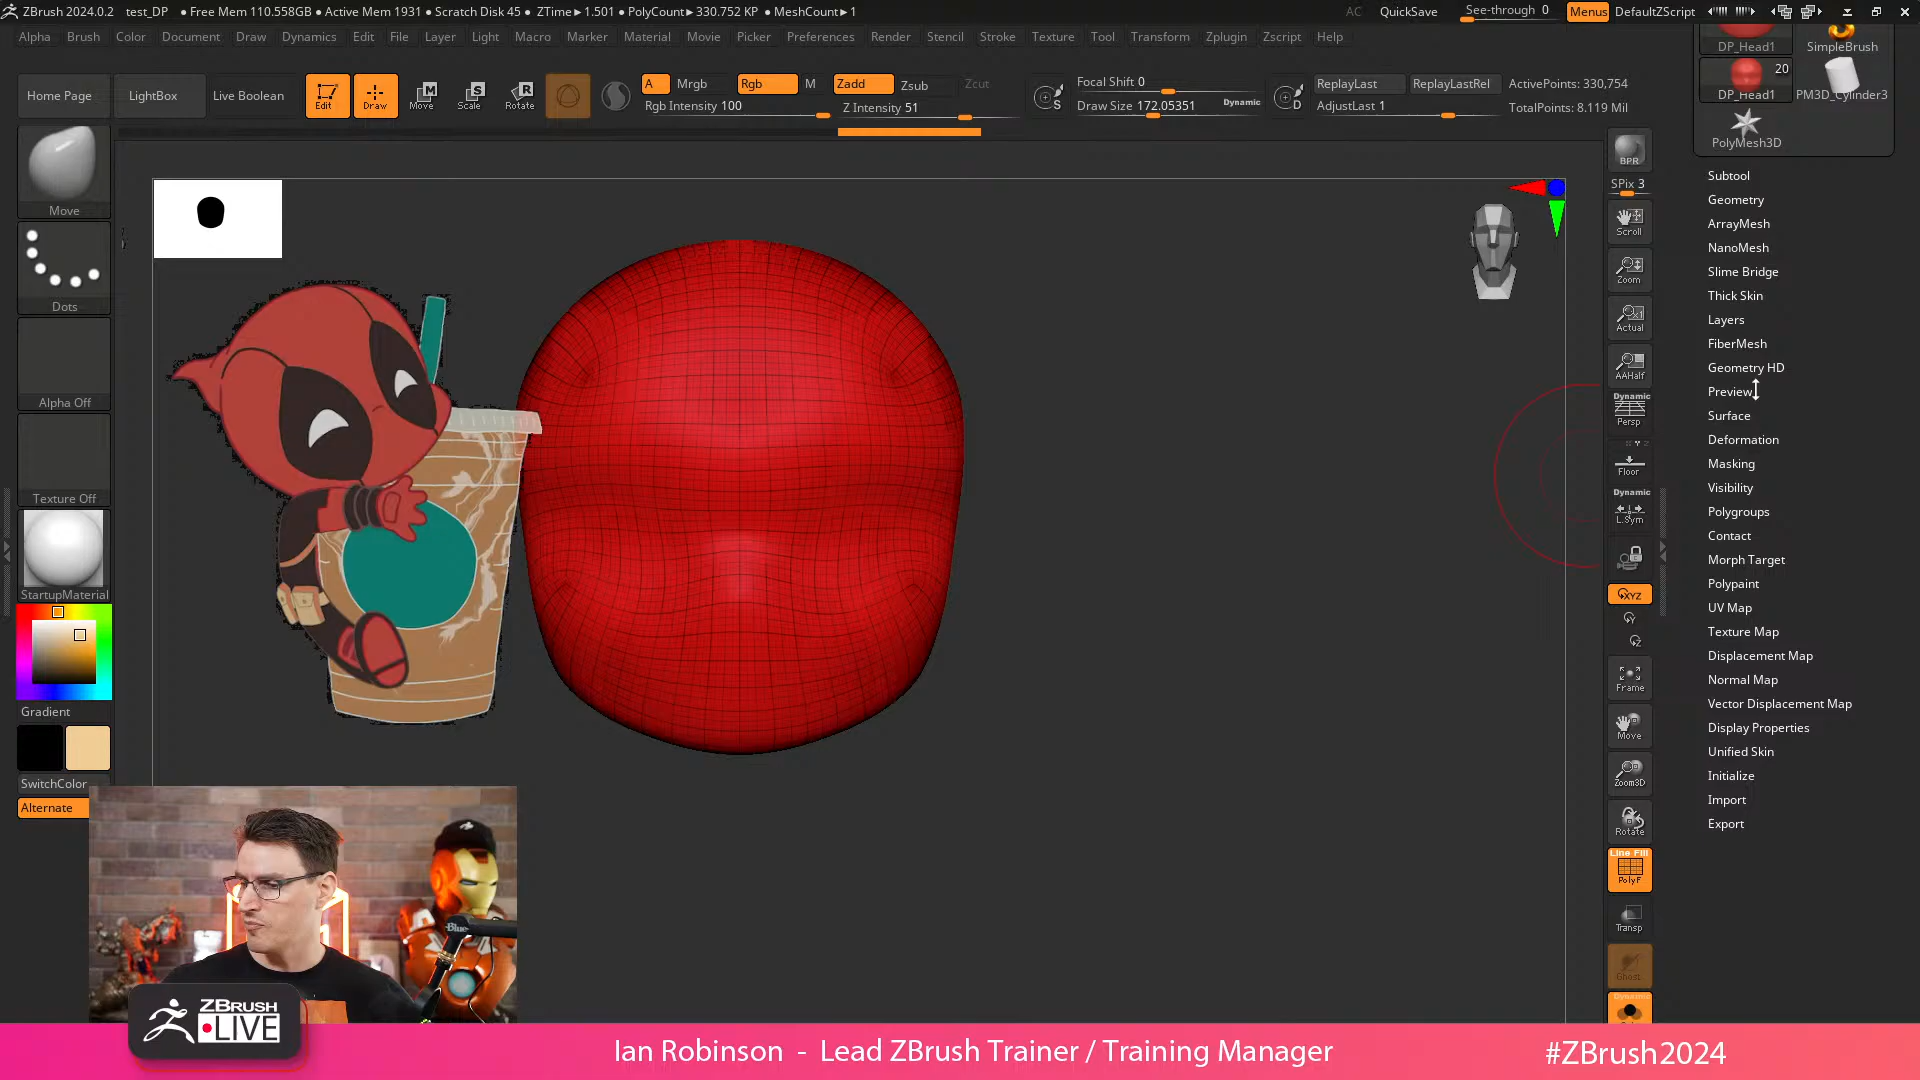 ZBrush 2024.0.2 test_DP • Free Mem 110.558GB • Active Mem 1931 • Scratch Disk 45 • ZTime►1.501 • PolyCount►330.752 KP • MeshCount►1 AC QuickSave See-through 0 Menus DefaultZScript
Alpha Brush Color Document Draw Dynamics Edit File Layer Light Macro Marker Material Movie Picker Preferences Render Stencil Stroke Texture Tool Transform Zplugin Zscript Help
Home Page LightBox Live Boolean Edit Draw Move Scale Rotate
A Mrgb Rgb M Zadd Zsub Zcut
Rgb Intensity 100 Z Intensity 51
Focal Shift 0
Draw Size 172.05351 Dynamic
S
D
ReplayLast ReplayLastRel ActivePoints: 330,754
AdjustLast 1 TotalPoints: 8.119 Mil
Move
Dots
Alpha Off
Texture Off
StartupMaterial
Gradient
SwitchColor
Alternate
BPR
SPix 3
Scroll
Zoom
Actual
AAHalf
Dynamic
Persp
Floor
Dynamic
L.Sym
XYZ
Y
Z
Frame
Move
Zoom3D
Rotate
Line Fill
PolyF
Transp
Ghost
Dynamic
DP_Head1 SimpleBrush
20
DP_Head1 PM3D_Cylinder3
PolyMesh3D
Subtool
Geometry
ArrayMesh
NanoMesh
Slime Bridge
Thick Skin
Layers
FiberMesh
Geometry HD
Preview
Surface
Deformation
Masking
Visibility
Polygroups
Contact
Morph Target
Polypaint
UV Map
Texture Map
Displacement Map
Normal Map
Vector Displacement Map
Display Properties
Unified Skin
Initialize
Import
Export
Blue
ZBRUSH
LIVE
Ian Robinson - Lead ZBrush Trainer / Training Manager
#ZBrush2024